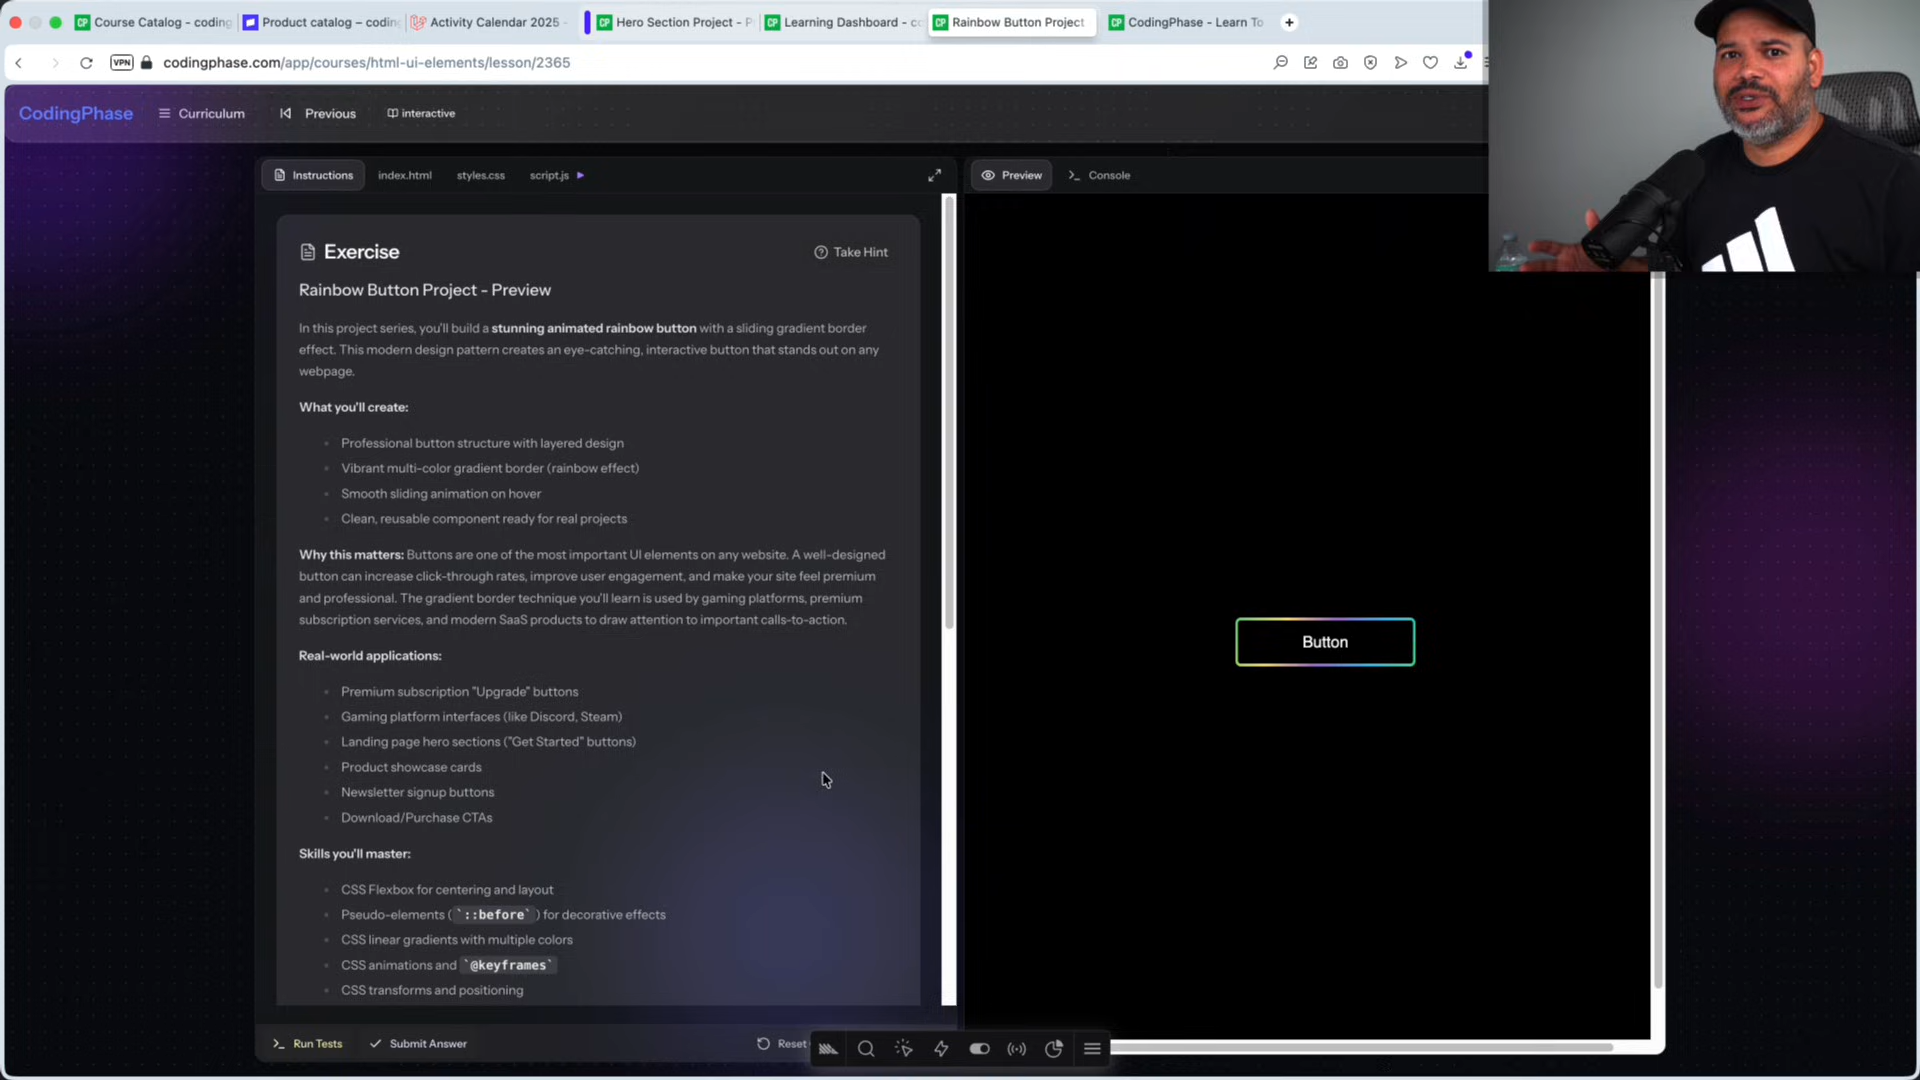 Course Catalog - coding
Product catalog – codin
Activity Calendar 2025 -
Hero Section Project - P
Learning Dashboard - co
Rainbow Button Project
CodingPhase - Learn To
VPN
codingphase.com/app/courses/html-ui-elements/lesson/2365
CodingPhase
Curriculum
Previous
interactive
Instructions
index.html
styles.css
script.js
Preview
Console
Exercise
Take Hint
Rainbow Button Project - Preview
In this project series, you'll build a stunning animated rainbow button with a sliding gradient border
effect. This modern design pattern creates an eye-catching, interactive button that stands out on any
webpage.
What you'll create:
Professional button structure with layered design
Vibrant multi-color gradient border (rainbow effect)
Smooth sliding animation on hover
Clean, reusable component ready for real projects
Why this matters: Buttons are one of the most important UI elements on any website. A well-designed
button can increase click-through rates, improve user engagement, and make your site feel premium
and professional. The gradient border technique you'll learn is used by gaming platforms, premium
subscription services, and modern SaaS products to draw attention to important calls-to-action.
Real-world applications:
Premium subscription "Upgrade" buttons
Gaming platform interfaces (like Discord, Steam)
Landing page hero sections ("Get Started" buttons)
Product showcase cards
Newsletter signup buttons
Download/Purchase CTAs
Skills you'll master:
CSS Flexbox for centering and layout
Pseudo-elements (`::before`) for decorative effects
CSS linear gradients with multiple colors
CSS animations and `@keyframes`
CSS transforms and positioning
Button
Run Tests
Submit Answer
Reset